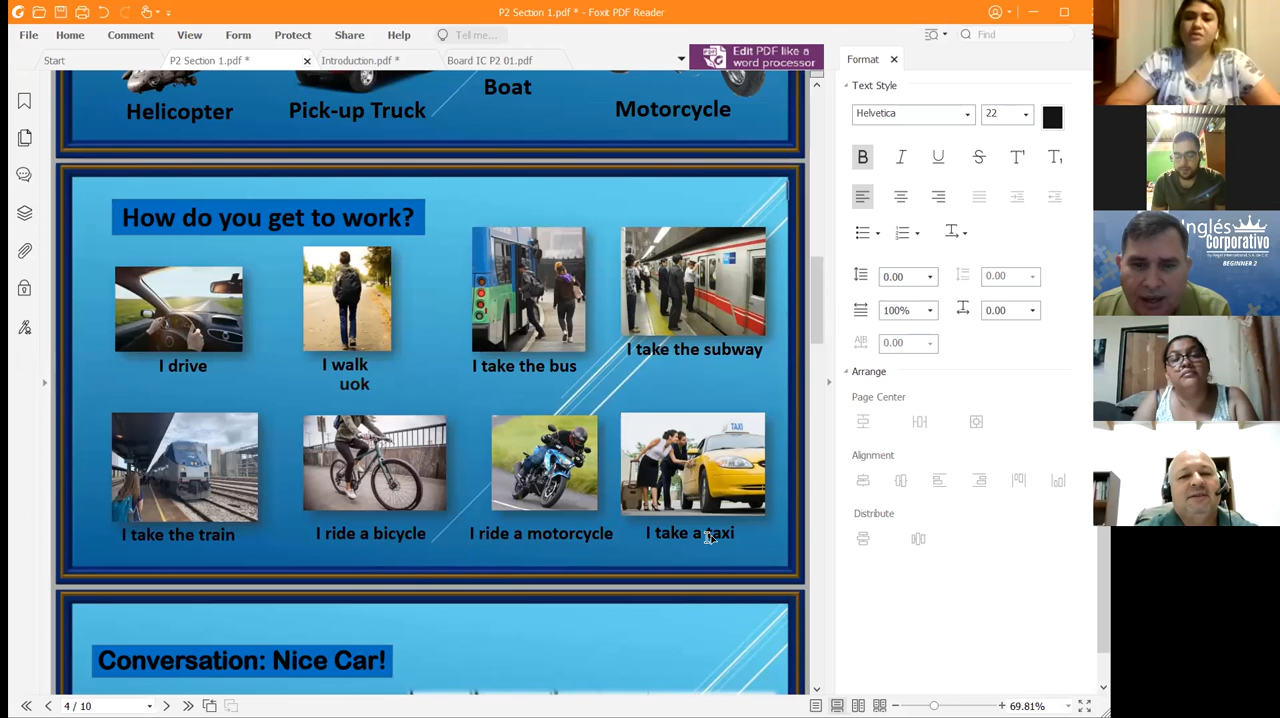 P2 Section 1.pdf * - Foxit PDF Reader
File Home Comment View Form Protect Share Help Tell me... Find
Start P2 Section 1.pdf * Introduction.pdf * Board IC P2 01.pdf
Edit PDF like a
word processor
Helicopter
Pick-up Truck
Boat
Motorcycle
How do you get to work?
I drive
I walk
uok
I take the bus
I take the subway
I take the train
I ride a bicycle
I ride a motorcycle
I take a taxi
TAXI
Conversation: Nice Car!
4 / 10
69.81%
Format
Text Style
Helvetica 22
B I U S T T
0.00 0.00
100% 0.00
0.00
Arrange
Page Center
Alignment
Distribute
Inglés
Corporativo
by Regal International, S.A. de C.V.
BEGINNER 2